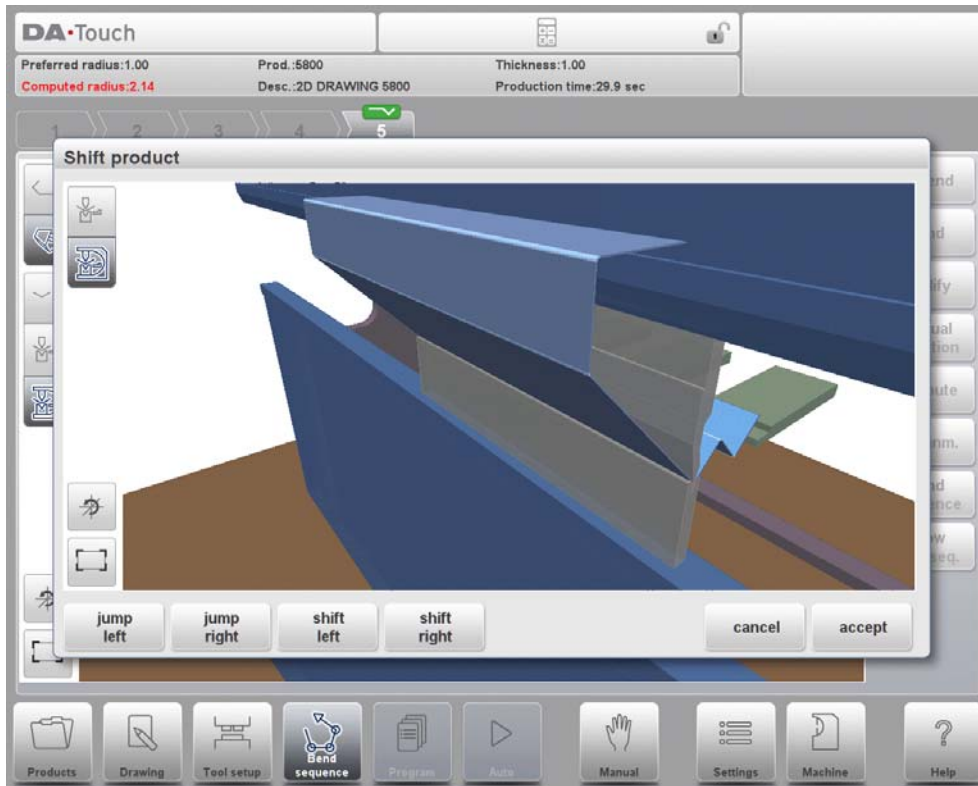 DA•Touch
Preferred radius:1.00
Prod.:5800
Thickness:1.00
Computed radius:2.14
Desc.:2D DRAWING 5800
Production time:29.9 sec
1
2
3
4
5
Shift product
jump
left
jump
right
shift
left
shift
right
cancel
accept
Products
Drawing
Tool setup
Bend
sequence
Program
Auto
Manual
Settings
Machine
Help